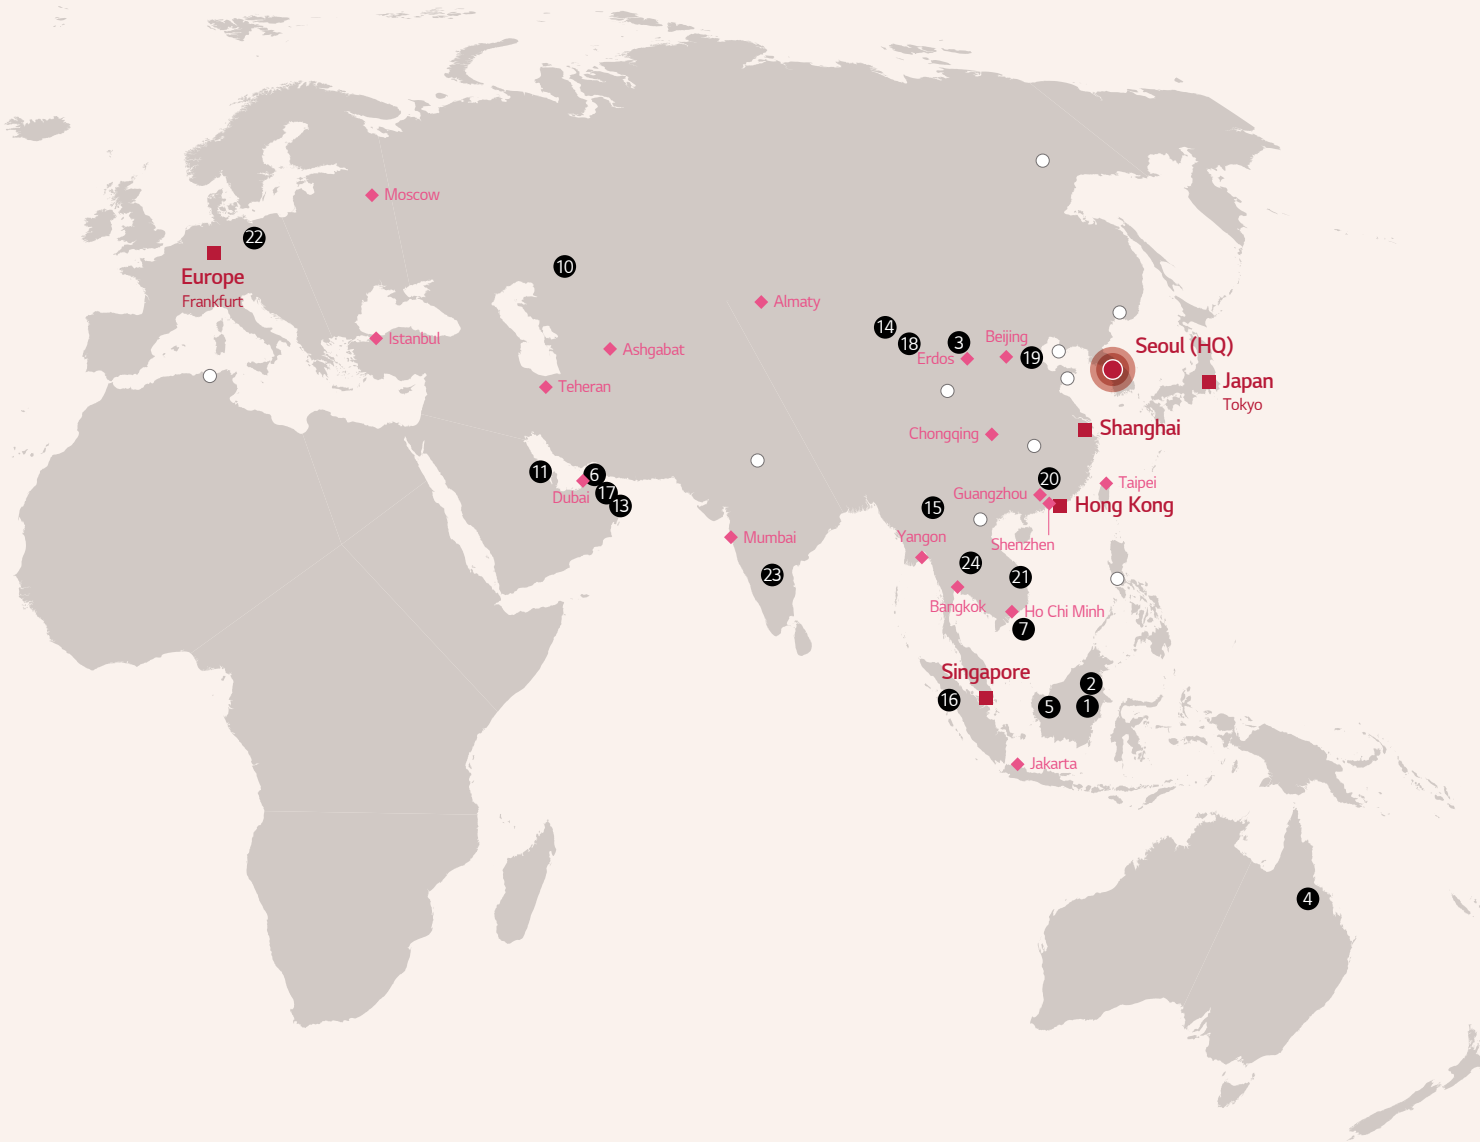 Moscow
22
Europe
Frankfurt
10
Almaty
Istanbul
14
18
3
Beijing
Erdos
19
Seoul (HQ)
Ashgabat
Teheran
Japan
Tokyo
Chongqing
Shanghai
11
6
Dubai
17
13
20
Taipei
Guangzhou
Hong Kong
15
Yangon
Shenzhen
Mumbai
23
24
21
Bangkok
Ho Chi Minh
7
Singapore
16
2
5
1
Jakarta
4